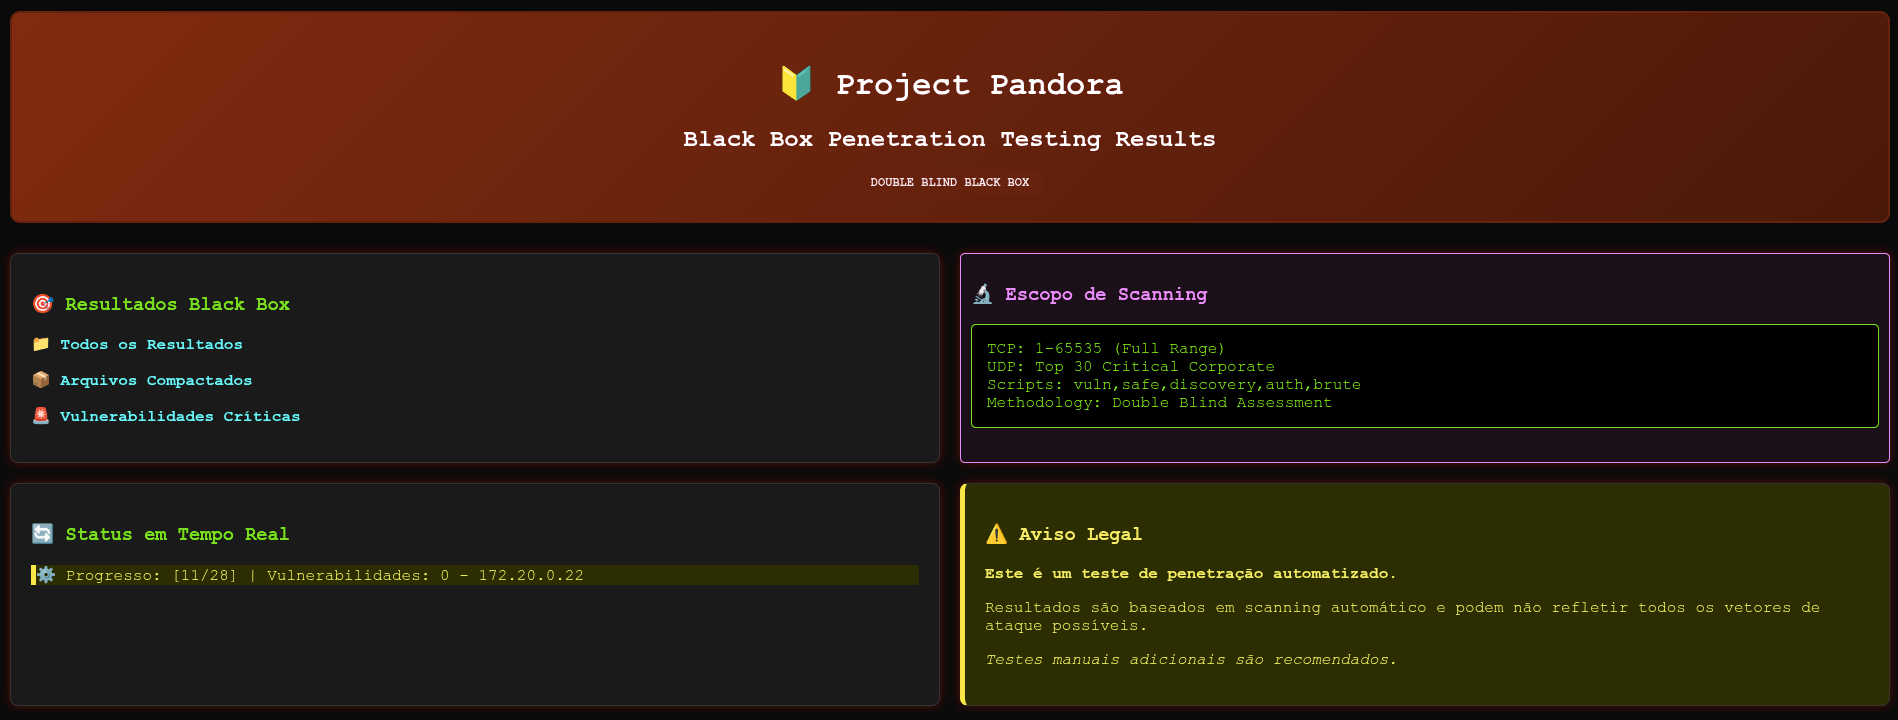 Project Pandora
Black Box Penetration Testing Results
DOUBLE BLIND BLACK BOX
Resultados Black Box
Todos os Resultados
Arquivos Compactados
Vulnerabilidades Críticas
Escopo de Scanning
TCP: 1-65535 (Full Range)
UDP: Top 30 Critical Corporate
Scripts: vuln,safe,discovery,auth,brute
Methodology: Double Blind Assessment
Status em Tempo Real
Progresso: [11/28] | Vulnerabilidades: 0 - 172.20.0.22
Aviso Legal
Este é um teste de penetração automatizado.
Resultados são baseados em scanning automático e podem não refletir todos os vetores de
ataque possíveis.
Testes manuais adicionais são recomendados.